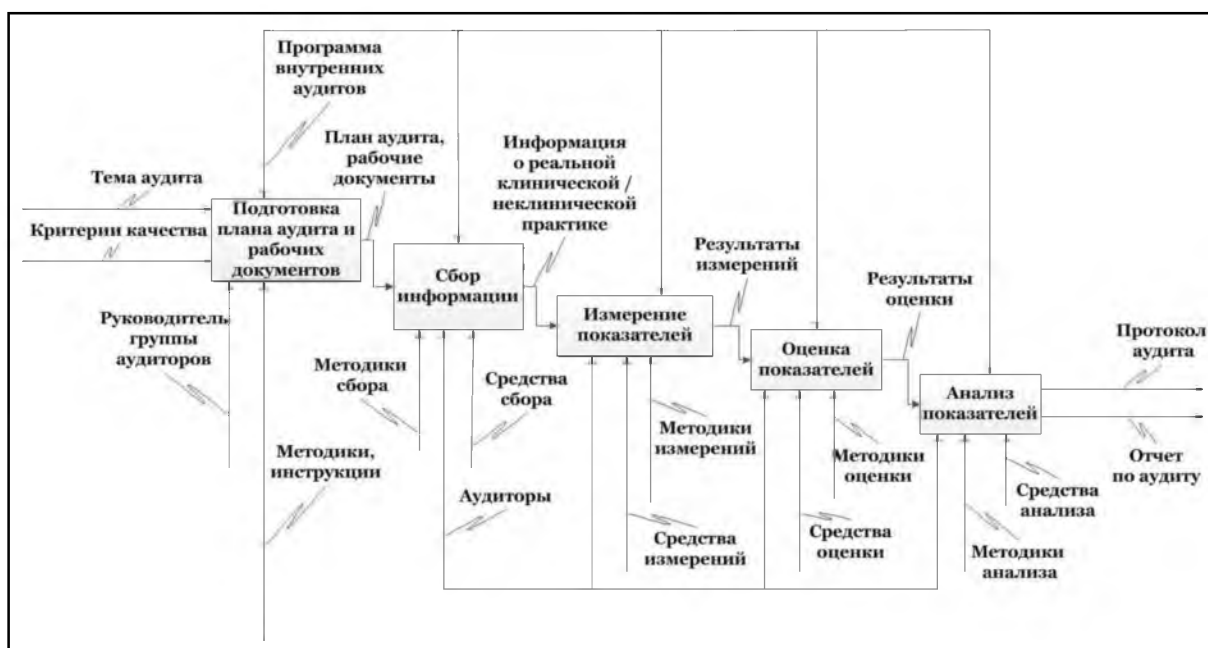 Программа
внутренних
аудитов
План аудита,
рабочие
документы
Информация
о реальной
клинической /
неклинической
практике
Тема аудита
Критерии качества
Подготовка
плана аудита и
рабочих
документов
Сбор
информации
Результаты
измерений
Результаты
оценки
Измерение
показателей
Оценка
показателей
Анализ
показателей
Протокол
аудита
Отчет
по аудиту
Руководитель
группы
аудиторов
Методики
сбора
Средства
сбора
Методики,
инструкции
Аудиторы
Методики
измерений
Средства
измерений
Методики
оценки
Средства
оценки
Средства
анализа
Методики
анализа